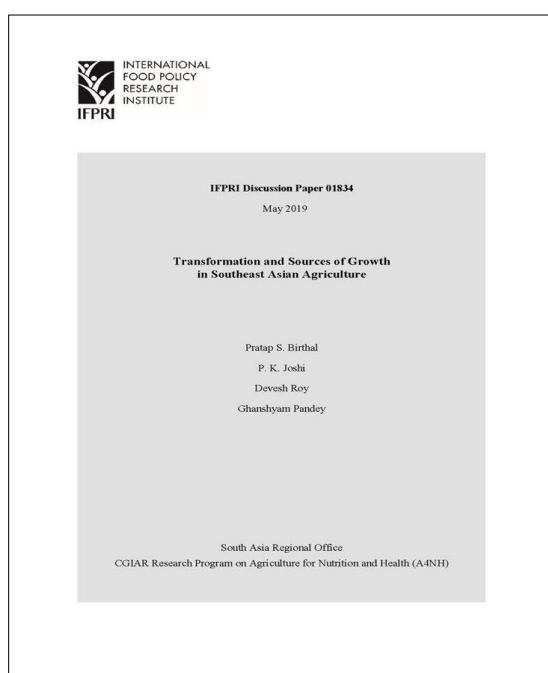 INTERNATIONAL
FOOD POLICY
RESEARCH
INSTITUTE
IFPRI
IFPRI Discussion Paper 01834
May 2019
Transformation and Sources of Growth
in Southeast Asian Agriculture
Pratap S. Birthal
P. K. Joshi
Devesh Roy
Ghanshyam Pandey
South Asia Regional Office
CGIAR Research Program on Agriculture for Nutrition and Health (A4NH)